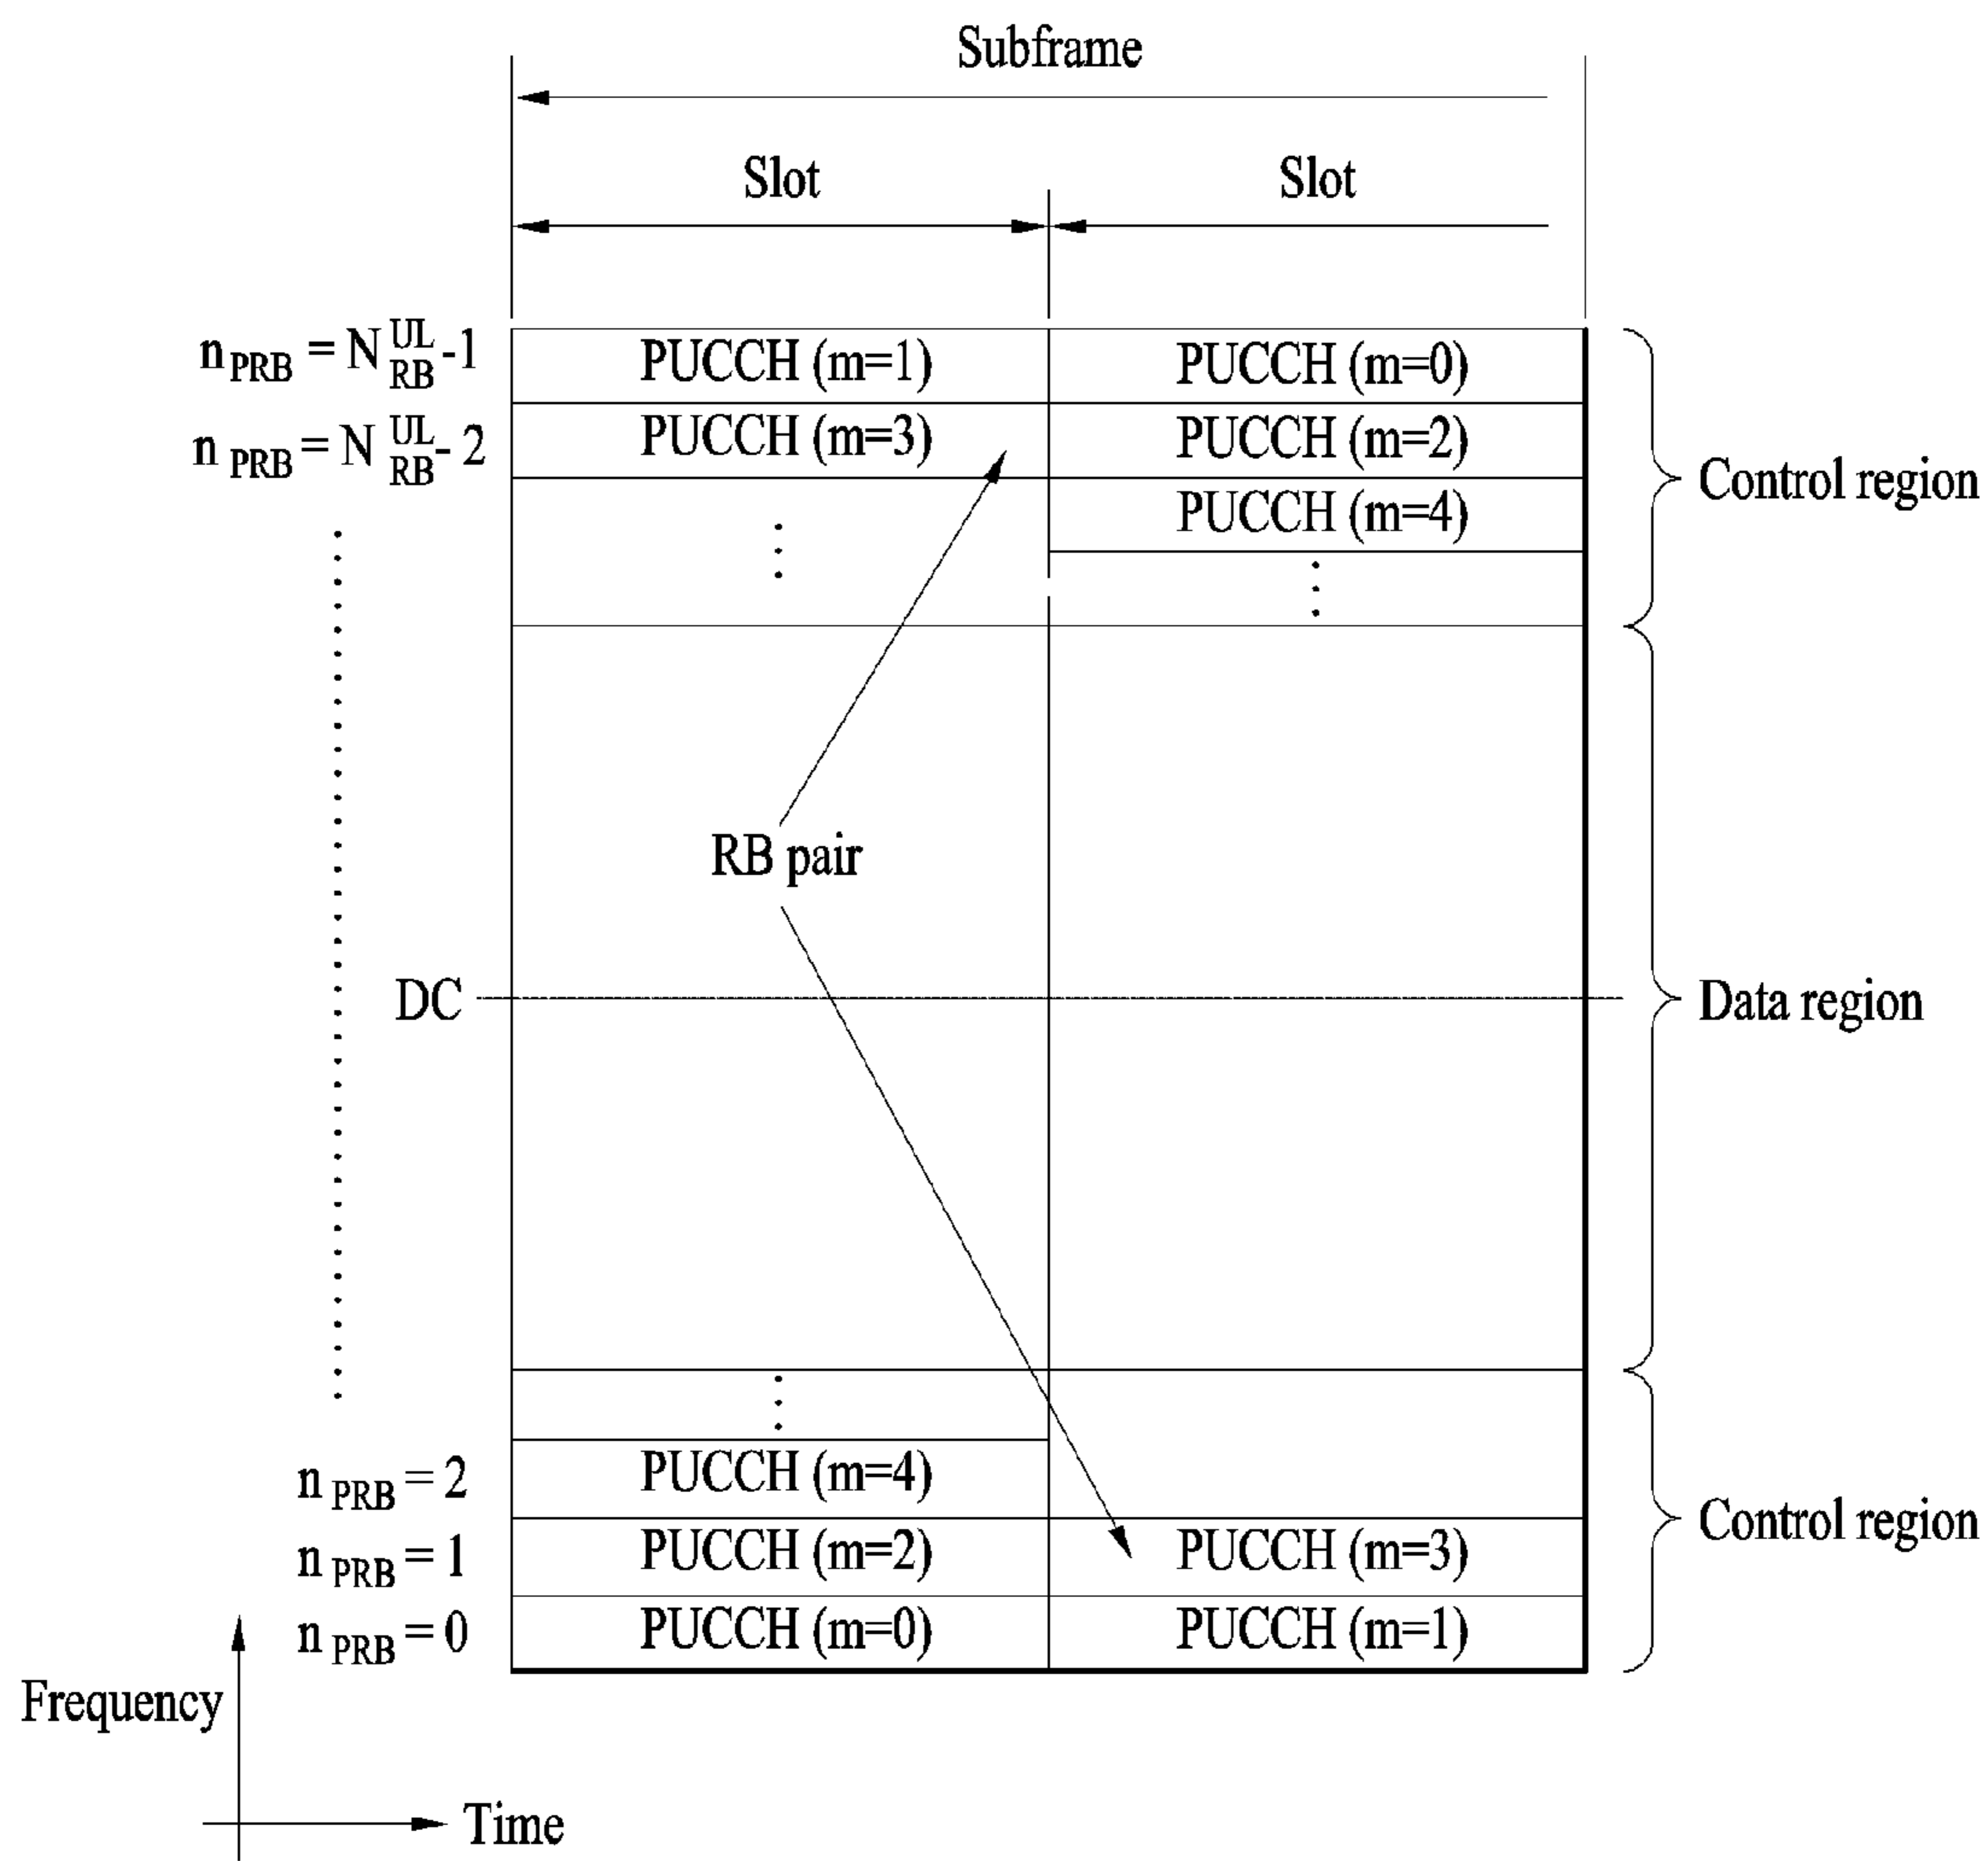 Subframe
Slot Slot
n PRB = N UL RB -1 PUCCH (m=1) PUCCH (m=0)
n PRB = N UL RB - 2 PUCCH (m=3) PUCCH (m=2)
Control region
PUCCH (m=4)
RB pair
DC
Data region
n PRB = 2 PUCCH (m=4)
Control region
n PRB = 1 PUCCH (m=2) PUCCH (m=3)
n PRB = 0 PUCCH (m=0) PUCCH (m=1)
Frequency
Time